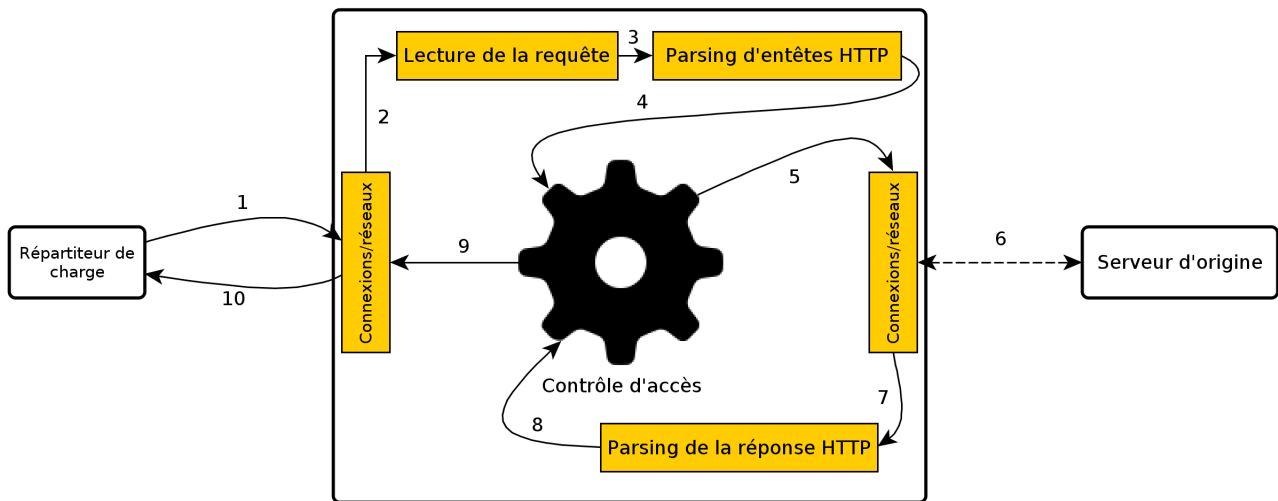 Lecture de la requête
3
Parsing d'entêtes HTTP
4
2
5
1
Répartiteur de
charge
10
Connexions/réseaux
9
Connexions/réseaux
6
Serveur d'origine
Contrôle d'accès
7
8
Parsing de la réponse HTTP